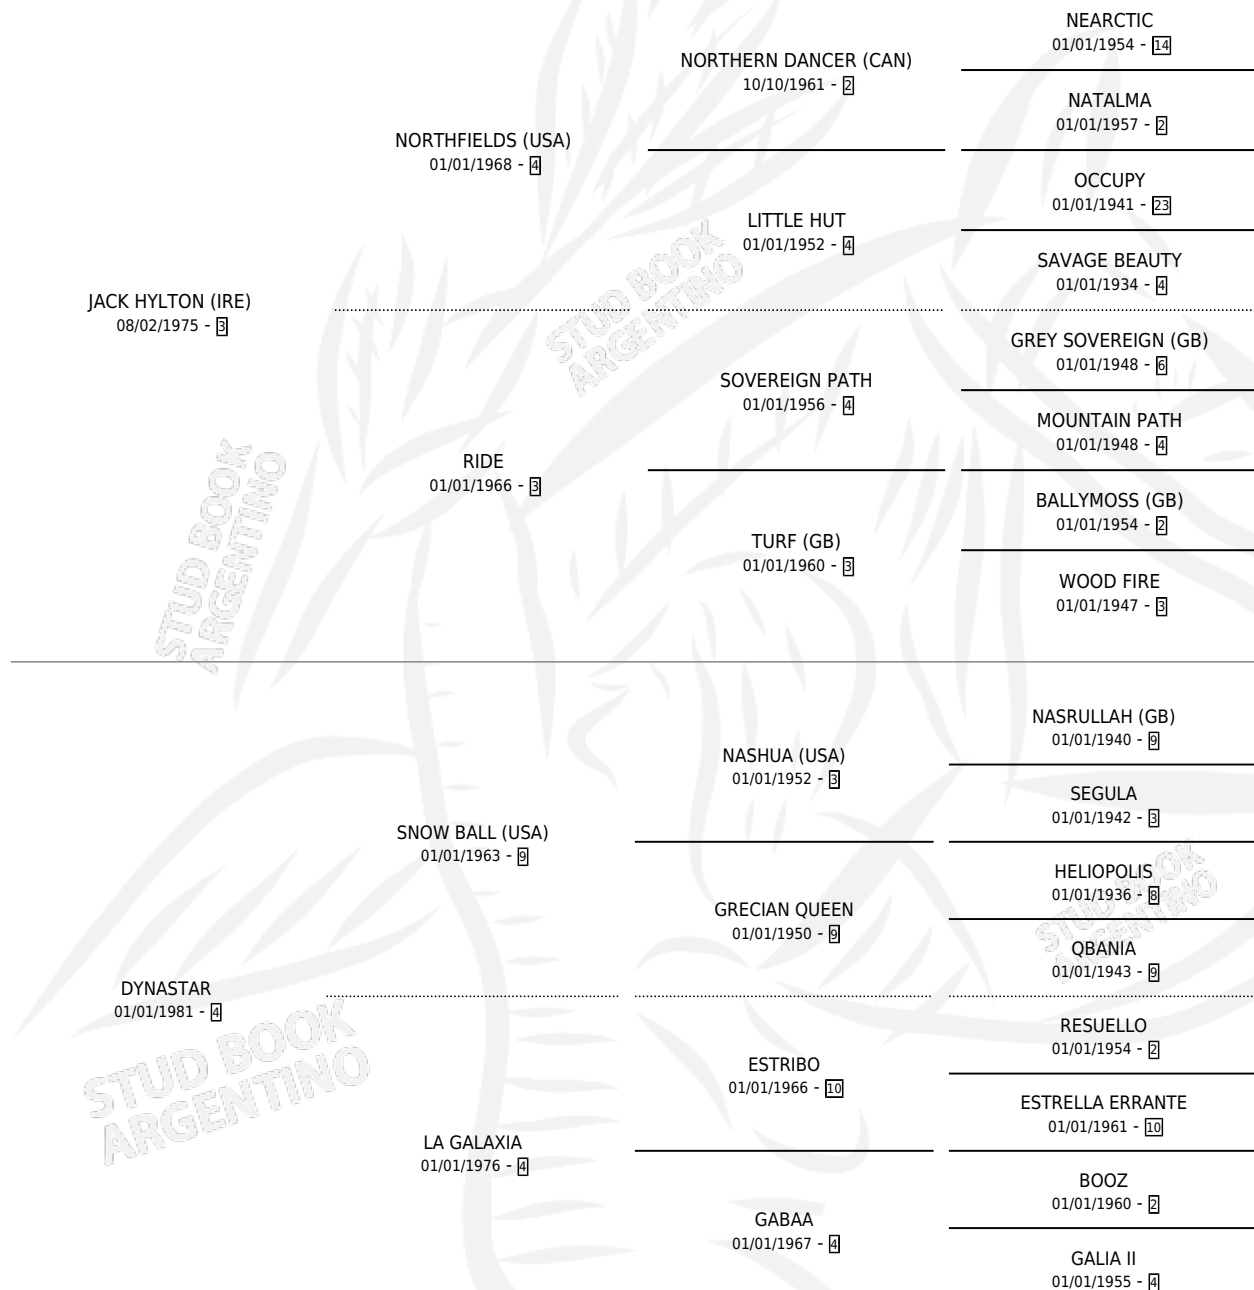 NEARCTIC
01/01/1954 - 14
NORTHERN DANCER (CAN)
10/10/1961 - 2
NATALMA
01/01/1957 - 2
NORTHFIELDS (USA)
01/01/1968 - 4
OCCUPY
01/01/1941 - 23
LITTLE HUT
01/01/1952 - 4
SAVAGE BEAUTY
01/01/1934 - 4
JACK HYLTON (IRE)
08/02/1975 - 3
GREY SOVEREIGN (GB)
01/01/1948 - 6
SOVEREIGN PATH
01/01/1956 - 4
MOUNTAIN PATH
01/01/1948 - 4
RIDE
01/01/1966 - 3
BALLYMOSS (GB)
01/01/1954 - 2
TURF (GB)
01/01/1960 - 3
WOOD FIRE
01/01/1947 - 3
NASRULLAH (GB)
01/01/1940 - 9
NASHUA (USA)
01/01/1952 - 3
SEGULA
01/01/1942 - 3
SNOW BALL (USA)
01/01/1963 - 9
HELIOPOLIS
01/01/1936 - 8
GRECIAN QUEEN
01/01/1950 - 9
QBANIA
01/01/1943 - 9
DYNASTAR
01/01/1981 - 4
RESUELLO
01/01/1954 - 2
ESTRIBO
01/01/1966 - 10
ESTRELLA ERRANTE
01/01/1961 - 10
LA GALAXIA
01/01/1976 - 4
BOOZ
01/01/1960 - 2
GABAA
01/01/1967 - 4
GALIA II
01/01/1955 - 4
STUD BOOK
ARGENTINO
STUD BOOK
ARGENTINO
STUD BOOK
ARGENTINO
STUD BOOK
ARGENTINO